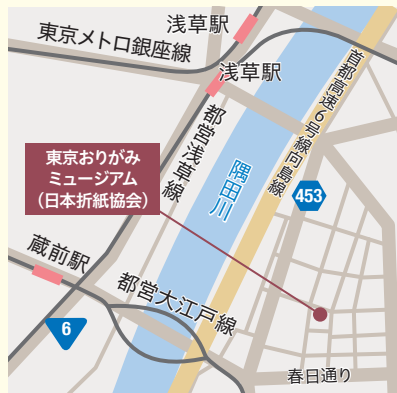 浅草駅
東京メトロ銀座線
浅草駅
首都高速6号線向島線
都営浅草線
東京おりがみ
ミュージアム
（日本折紙協会）
隅田川
453
蔵前駅
都営大江戸線
6
春日通り